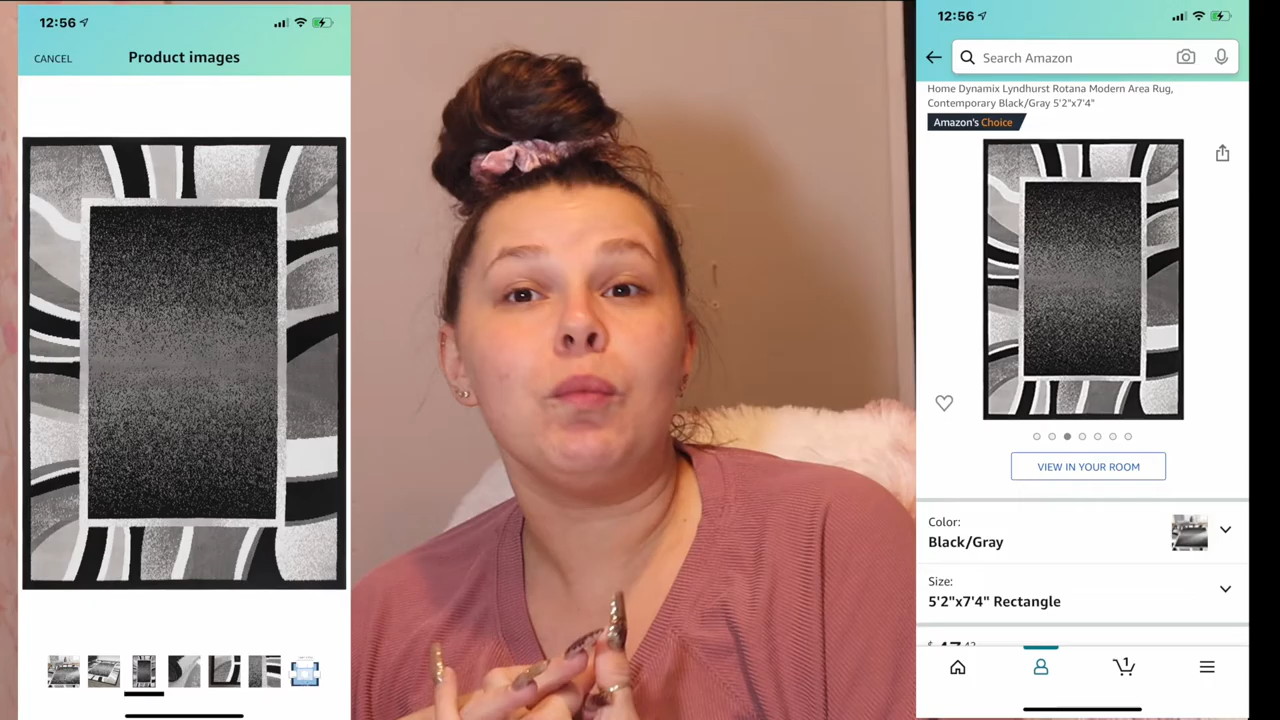 12:56
CANCEL
Product images
12:56
Search Amazon
Home Dynamix Lyndhurst Rotana Modern Area Rug,
Contemporary Black/Gray 5'2"x7'4"
Amazon's Choice
VIEW IN YOUR ROOM
Color:
Black/Gray
Size:
5'2"x7'4" Rectangle
1